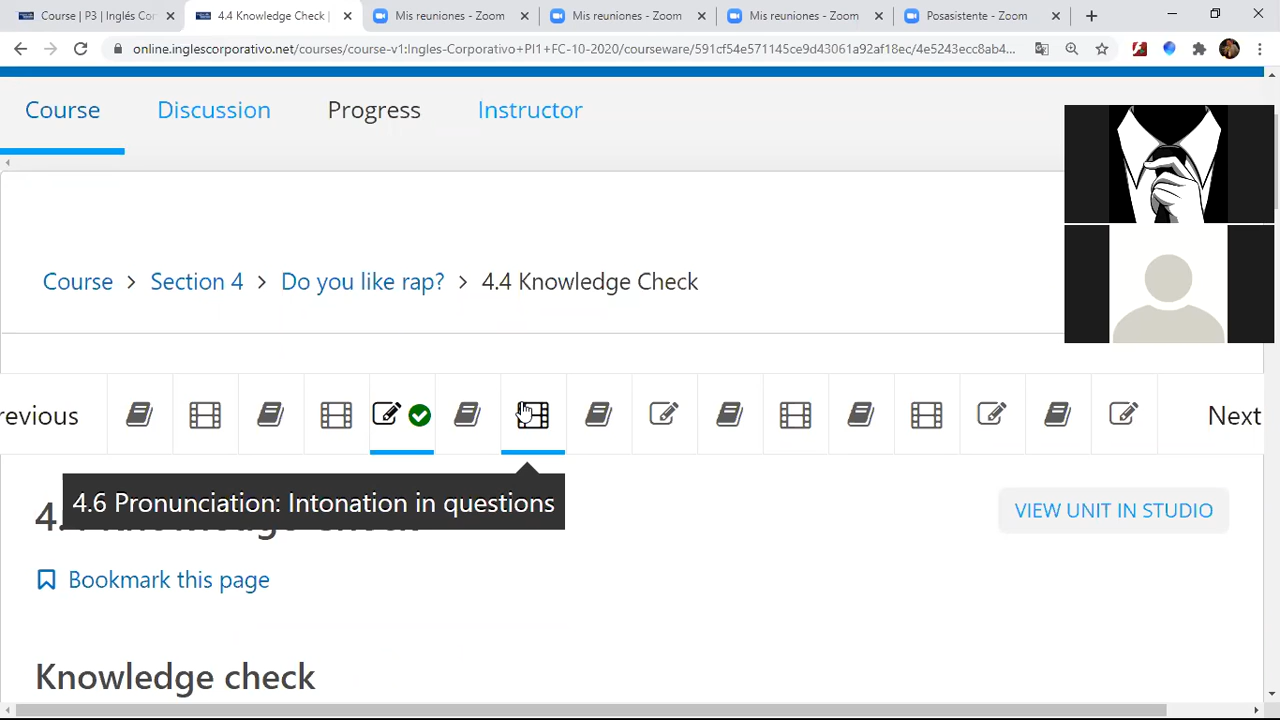 Course | P3 | Inglés Co
4.4 Knowledge Check |
Mis reuniones - Zoom
Mis reuniones - Zoom
Mis reuniones - Zoom
Posasistente - Zoom
online.inglescorporativo.net/courses/course-v1:Ingles-Corporativo+PI1+FC-10-2020/courseware/591cf54e571145ce9d43061a92af18ec/4e5243ecc8ab4...
Course Discussion Progress Instructor
Course > Section 4 > Do you like rap? > 4.4 Knowledge Check
revious
Next
4.6 Pronunciation: Intonation in questions
VIEW UNIT IN STUDIO
Bookmark this page
Knowledge check